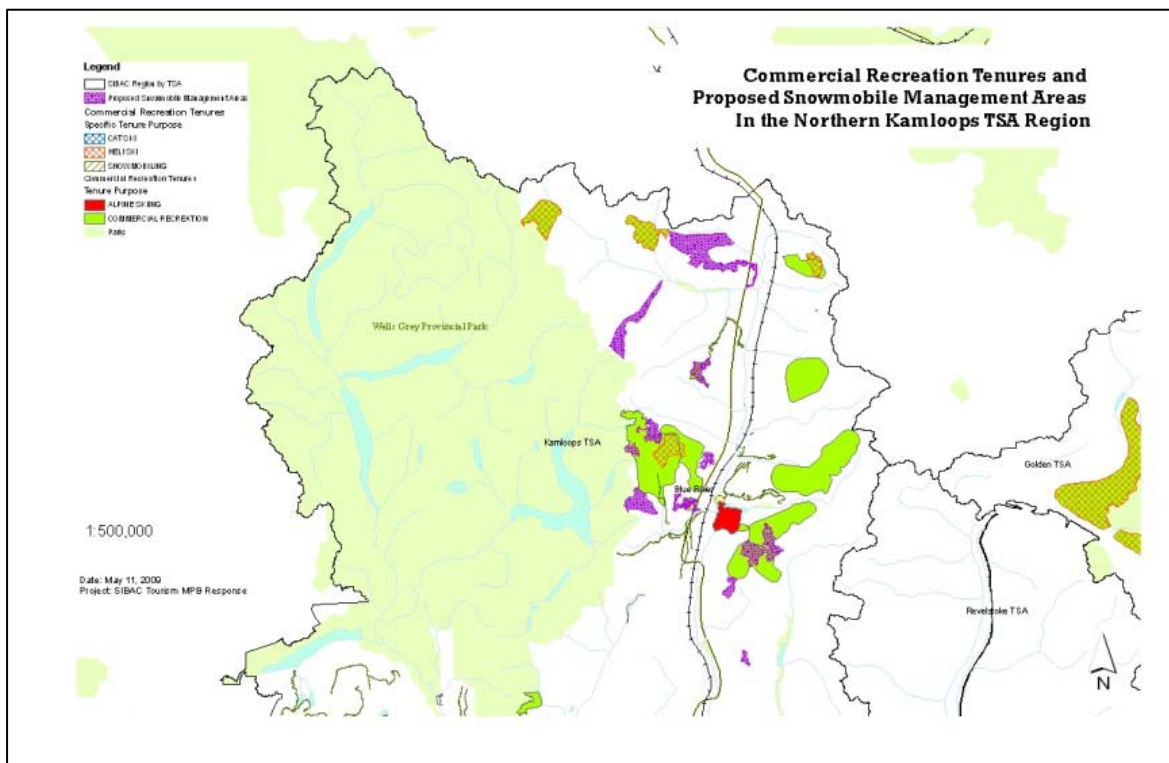 Commercial Recreation Tenures and
Proposed Snowmobile Management Areas
In the Northern Kamloops TSA Region
Legend
SIBAC Region by TSA
Proposed Snowmobile Management Areas
Commercial Recreation Tenures
Specific Tenure Purpose
CATSKI
HELISKI
SNOWMOBILING
Commercial Recreation Tenures
Tenure Purpose
ALPINE SKIING
COMMERCIAL RECREATION
Parks
Wells Grey Provincial Park
Kamloops TSA
Golden TSA
Blue River
1:500,000
Date: May 11, 2009
Project: SIBAC Tourism MPB Response
Revelstoke TSA
N